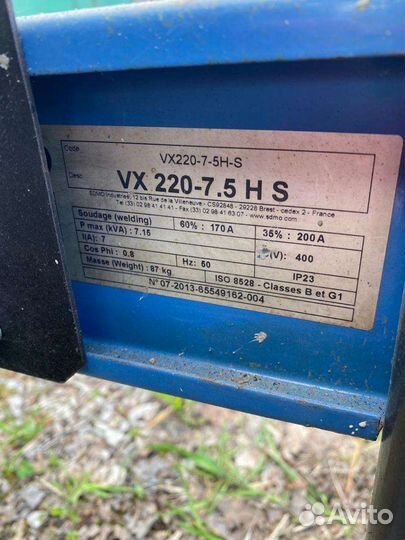 Code VX220-7-5H-S
Desc VX 220-7.5 H S
SDMO Industries, 12 bis Rue de la Villeneuve - CS92848 - 29228 Brest - cedex 2 - France
Tel (33) 02 98 41 41 41 - Fax (33) 02 98 41 63 07 - www.sdmo.com
Soudage (welding) 60% : 170A 35% : 200A
P max (kVA) : 7.15
I(A): 7 (V): 400
Cos Phi : 0.8 Hz: 50 IP23
Masse (Weight) : 87 kg ISO 8528 - Classes B et G1
N° 07-2013-65549162-004
Avito